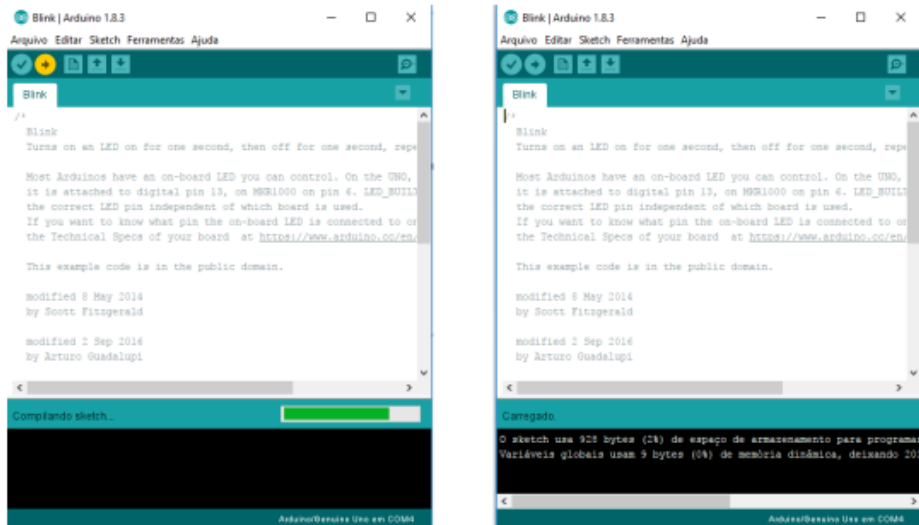 Blink | Arduino 1.8.3
Arquivo Editar Sketch Ferramentas Ajuda
Blink
/*
Blink
Turns on an LED on for one second, then off for one second, repe
Most Arduinos have an on-board LED you can control. On the UNO,
it is attached to digital pin 13, on MKR1000 on pin 6. LED_BUIL
the correct LED pin independent of which board is used.
If you want to know what pin the on-board LED is connected to on
the Technical Specs of your board at https://www.arduino.cc/en/
This example code is in the public domain.
modified 8 May 2014
by Scott Fitzgerald
modified 2 Sep 2016
by Arturo Guadalupi
Compilando sketch...
Arduino/Genuino Uno em COM4
Blink | Arduino 1.8.3
Arquivo Editar Sketch Ferramentas Ajuda
Blink
/*
Blink
Turns on an LED on for one second, then off for one second, repe
Most Arduinos have an on-board LED you can control. On the UNO,
it is attached to digital pin 13, on MKR1000 on pin 6. LED_BUIL
the correct LED pin independent of which board is used.
If you want to know what pin the on-board LED is connected to on
the Technical Specs of your board at https://www.arduino.cc/en/
This example code is in the public domain.
modified 8 May 2014
by Scott Fitzgerald
modified 2 Sep 2016
by Arturo Guadalupi
Carregado.
O sketch usa 928 bytes (2%) de espaço de armazenamento para programa
Variáveis globais usam 9 bytes (0%) de memória dinâmica, deixando 20
Arduino/Genuino Uno em COM4